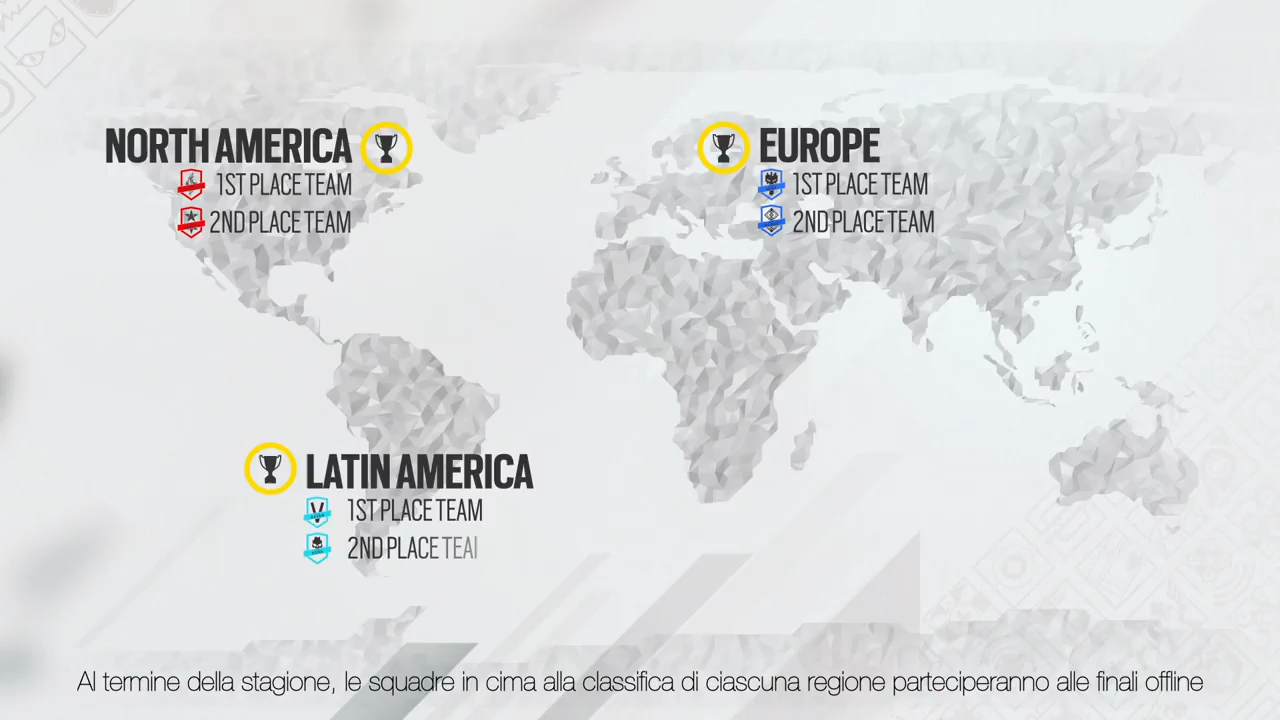 NORTH AMERICA
1ST PLACE TEAM
2ND PLACE TEAM
EUROPE
1ST PLACE TEAM
2ND PLACE TEAM
LATIN AMERICA
1ST PLACE TEAM
2ND PLACE TEAI
Al termine della stagione, le squadre in cima alla classifica di ciascuna regione parteciperanno alle finali offline